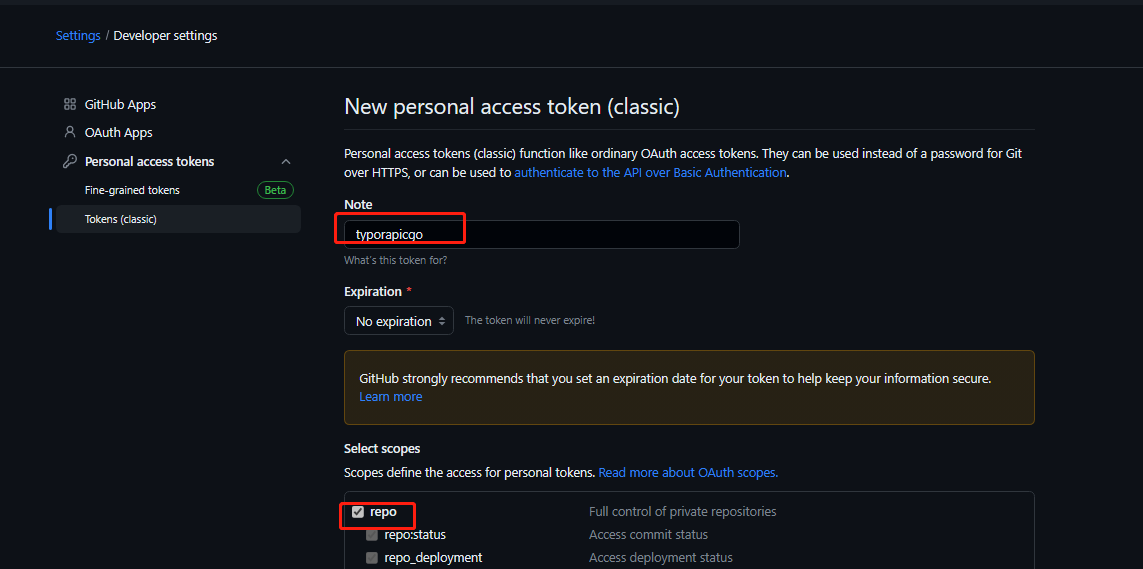 Settings / Developer settings
GitHub Apps
OAuth Apps
Personal access tokens
Fine-grained tokens Beta
Tokens (classic)
New personal access token (classic)
Personal access tokens (classic) function like ordinary OAuth access tokens. They can be used instead of a password for Git
over HTTPS, or can be used to authenticate to the API over Basic Authentication.
Note
typorapicgo
What's this token for?
Expiration *
No expiration The token will never expire!
GitHub strongly recommends that you set an expiration date for your token to help keep your information secure.
Learn more
Select scopes
Scopes define the access for personal tokens. Read more about OAuth scopes.
repo Full control of private repositories
repo:status Access commit status
repo_deployment Access deployment status